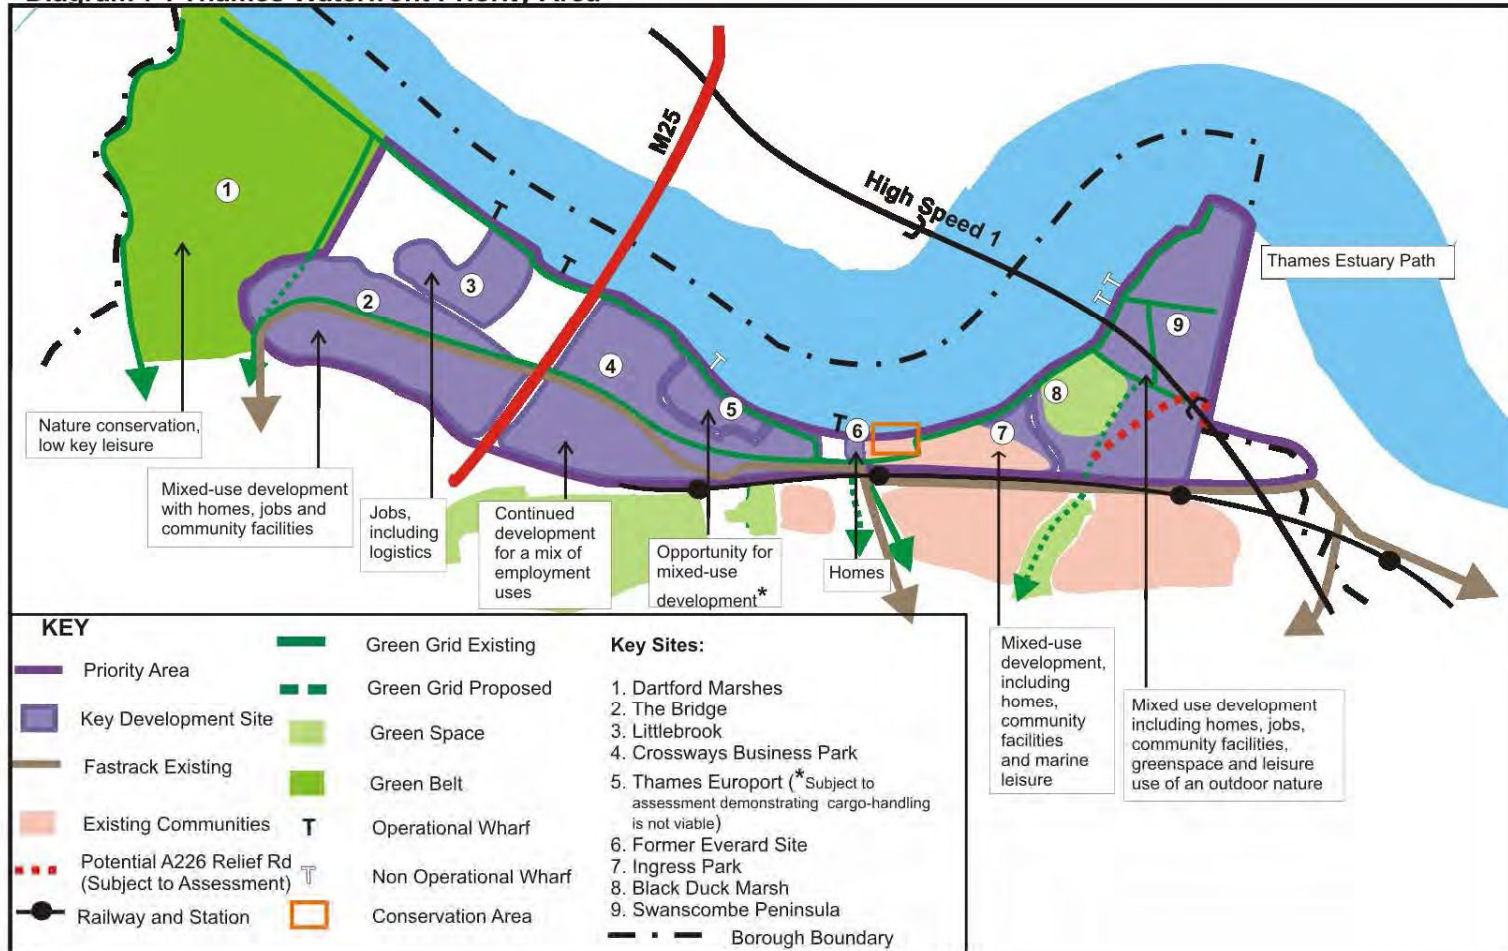 Diagram 7 : Thames Waterfront Priority Area
M25
High Speed 1
Thames Estuary Path
1
2
3
4
5
6
7
8
9
T
T
T
T
T T
Nature conservation,
low key leisure
Mixed-use development
with homes, jobs and
community facilities
Jobs,
including
logistics
Continued
development
for a mix of
employment
uses
Opportunity for
mixed-use
development*
Homes
Mixed-use
development,
including
homes,
community
facilities
and marine
leisure
Mixed use development
including homes, jobs,
community facilities,
greenspace and leisure
use of an outdoor nature
KEY
Priority Area
Key Development Site
Fastrack Existing
Existing Communities
Potential A226 Relief Rd
(Subject to Assessment)
Railway and Station
Green Grid Existing
Green Grid Proposed
Green Space
Green Belt
T Operational Wharf
T Non Operational Wharf
Conservation Area
Key Sites:
1. Dartford Marshes
2. The Bridge
3. Littlebrook
4. Crossways Business Park
5. Thames Europort (*Subject to
assessment demonstrating cargo-handling
is not viable)
6. Former Everard Site
7. Ingress Park
8. Black Duck Marsh
9. Swanscombe Peninsula
Borough Boundary